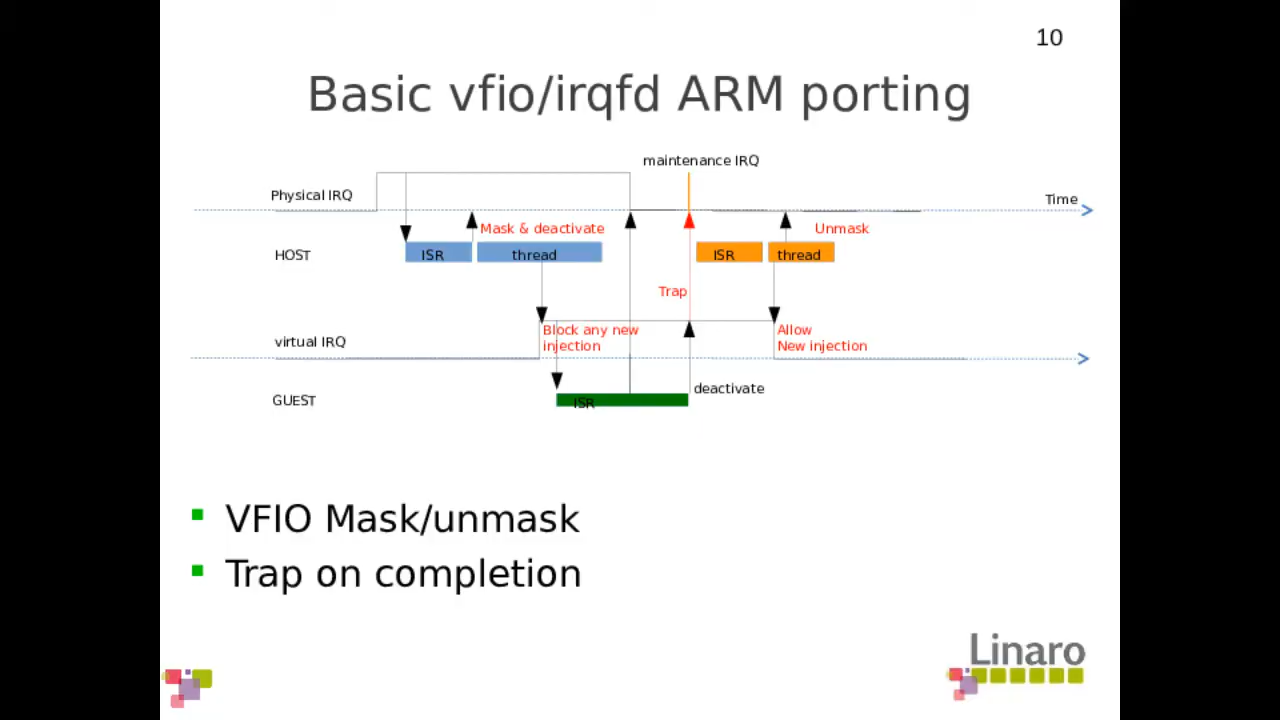 10
Basic vfio/irqfd ARM porting
maintenance IRQ
Physical IRQ
Time
Mask & deactivate
Unmask
HOST
ISR
thread
ISR
thread
Trap
Block any new
injection
Allow
New injection
virtual IRQ
deactivate
GUEST
ISR
VFIO Mask/unmask
Trap on completion
Linaro